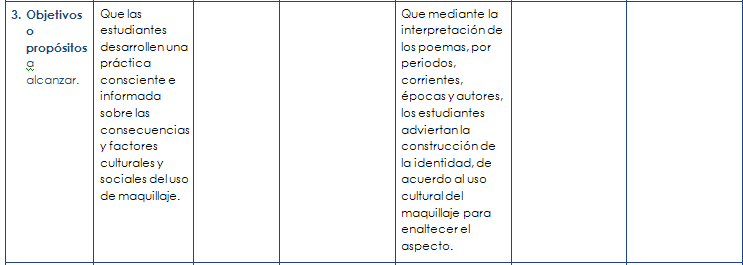 3. Objetivos
o
propósitos
a
alcanzar.
Que las
estudiantes
desarrollen una
práctica
consciente e
informada
sobre las
consecuencias
y factores
culturales y
sociales del uso
de maquillaje.
Que mediante la
interpretación de
los poemas, por
periodos,
corrientes,
épocas y autores,
los estudiantes
adviertan la
construcción de
la identidad, de
acuerdo al uso
cultural del
maquillaje para
enaltecer el
aspecto.